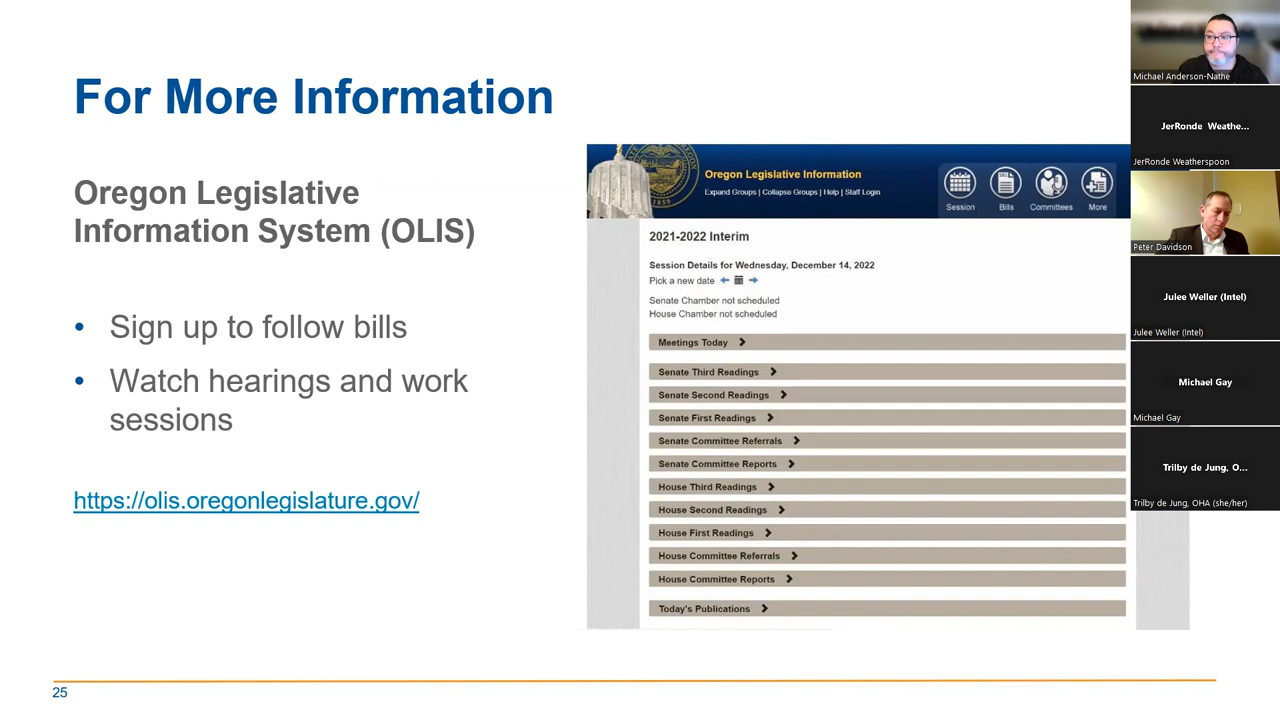 For More Information
Oregon Legislative
Information System (OLIS)
• Sign up to follow bills
• Watch hearings and work
sessions
https://olis.oregonlegislature.gov/
25
1859
Oregon Legislative Information
Expand Groups | Collapse Groups | Help | Staff Login
Session
Bills
Committees
More
2021-2022 Interim
Session Details for Wednesday, December 14, 2022
Pick a new date
Senate Chamber not scheduled
House Chamber not scheduled
Meetings Today
Senate Third Readings
Senate Second Readings
Senate First Readings
Senate Committee Referrals
Senate Committee Reports
House Third Readings
House Second Readings
House First Readings
House Committee Referrals
House Committee Reports
Today's Publications
Michael Anderson-Nathe
JerRonde Weathe...
JerRonde Weatherspoon
Peter Davidson
Julee Weller (Intel)
Julee Weller (Intel)
Michael Gay
Michael Gay
Trilby de Jung, O...
Trilby de Jung, OHA (she/her)